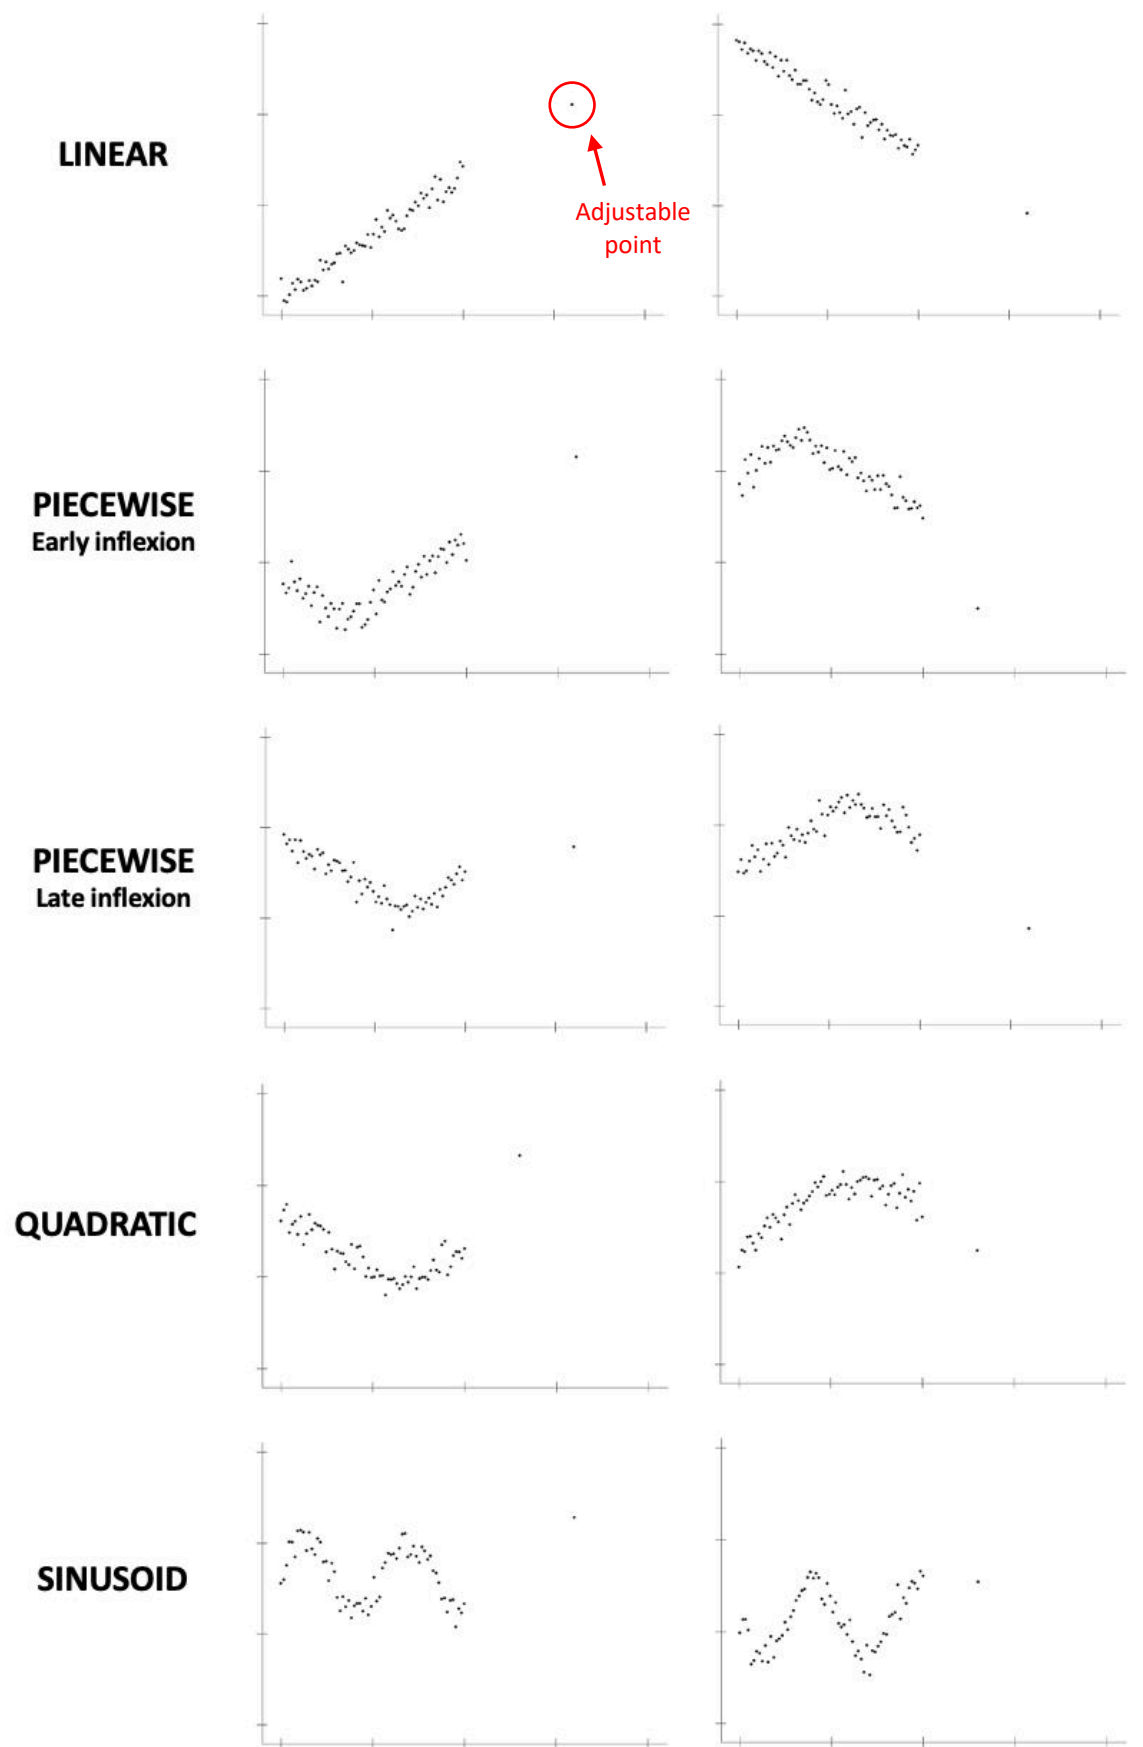 LINEAR
Adjustable
point
PIECEWISE
Early inflexion
PIECEWISE
Late inflexion
QUADRATIC
SINUSOID